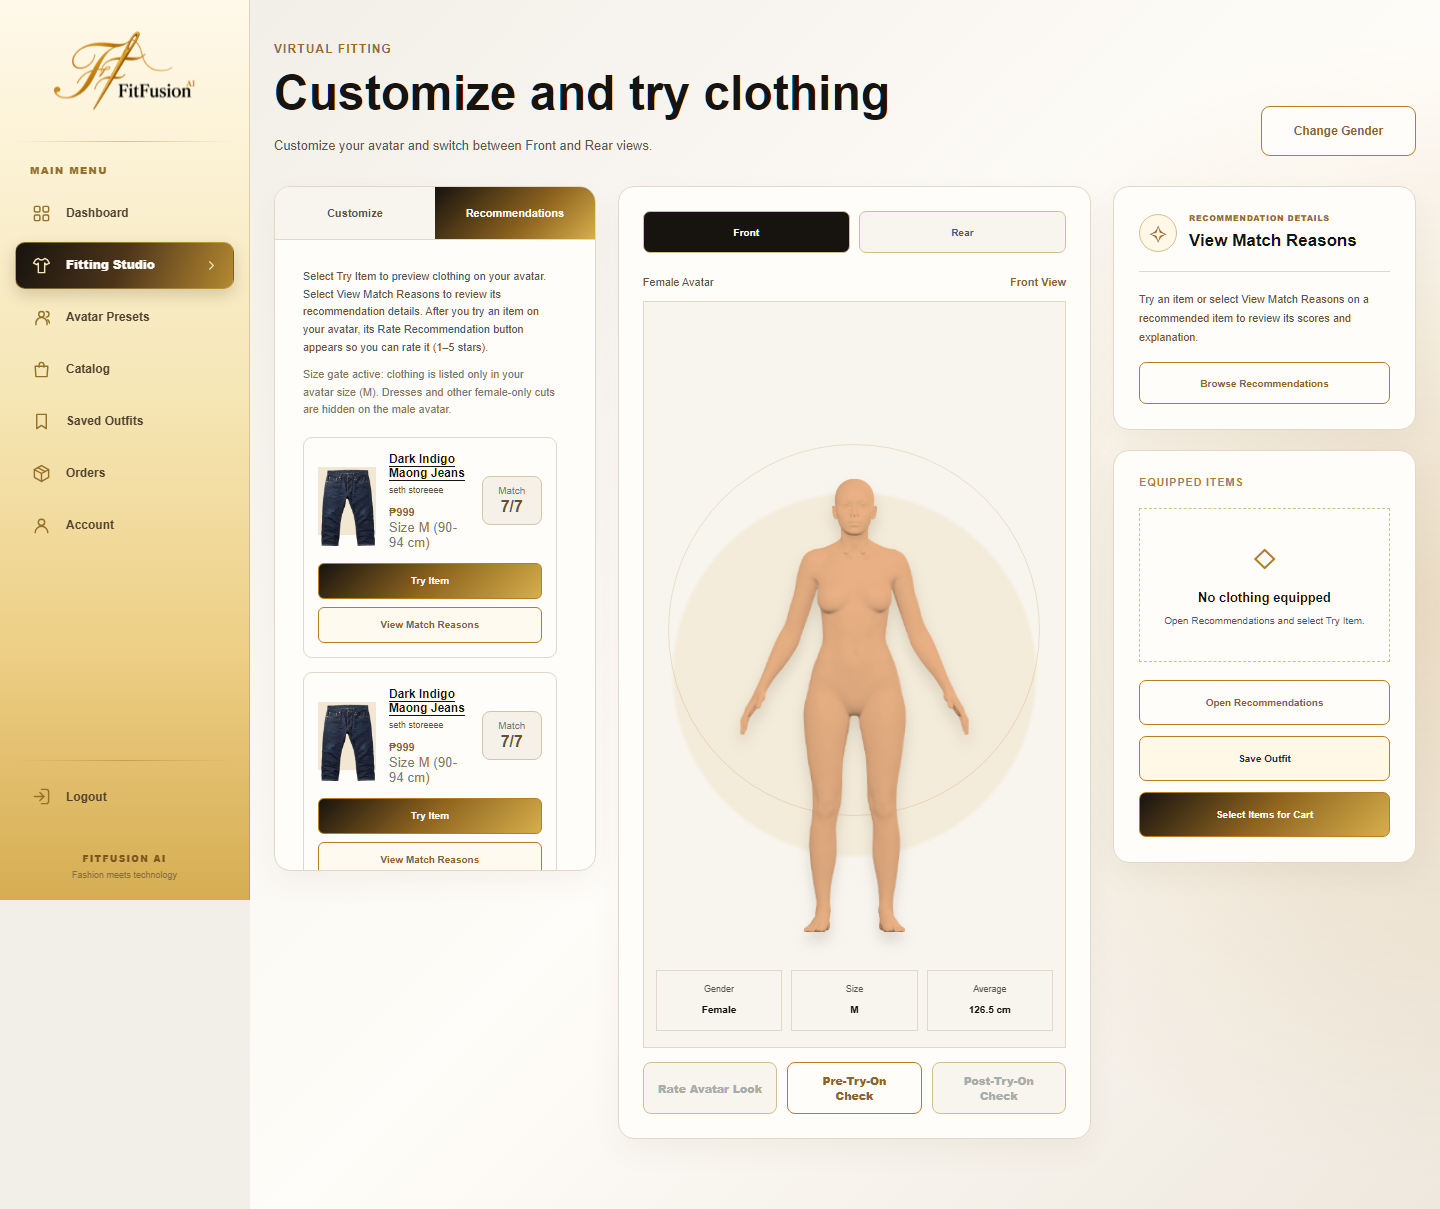 FitFusion AI
MAIN MENU
Dashboard
Fitting Studio
Avatar Presets
Catalog
Saved Outfits
Orders
Account
Logout
FITFUSION AI
Fashion meets technology
VIRTUAL FITTING
Customize and try clothing
Customize your avatar and switch between Front and Rear views.
Change Gender
Customize
Recommendations
Select Try Item to preview clothing on your avatar.
Select View Match Reasons to review its
recommendation details. After you try an item on
your avatar, its Rate Recommendation button
appears so you can rate it (1–5 stars).
Size gate active: clothing is listed only in your
avatar size (M). Dresses and other female-only cuts
are hidden on the male avatar.
Dark Indigo
Maong Jeans
seth storeeee
₱999
Size M (90-
94 cm)
Match
7/7
Try Item
View Match Reasons
Dark Indigo
Maong Jeans
seth storeeee
₱999
Size M (90-
94 cm)
Match
7/7
Try Item
View Match Reasons
Front
Rear
Female Avatar
Front View
Gender
Female
Size
M
Average
126.5 cm
Rate Avatar Look
Pre-Try-On
Check
Post-Try-On
Check
RECOMMENDATION DETAILS
View Match Reasons
Try an item or select View Match Reasons on a
recommended item to review its scores and
explanation.
Browse Recommendations
EQUIPPED ITEMS
No clothing equipped
Open Recommendations and select Try Item.
Open Recommendations
Save Outfit
Select Items for Cart